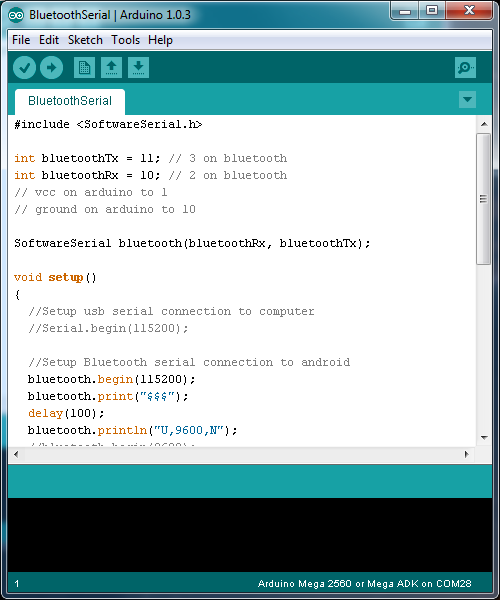 BluetoothSerial | Arduino 1.0.3
File Edit Sketch Tools Help
BluetoothSerial
#include <SoftwareSerial.h>
int bluetoothTx = 11; // 3 on bluetooth
int bluetoothRx = 10; // 2 on bluetooth
// vcc on arduino to 1
// ground on arduino to 10
SoftwareSerial bluetooth(bluetoothRx, bluetoothTx);
void setup()
{
//Setup usb serial connection to computer
//Serial.begin(115200);
//Setup Bluetooth serial connection to android
bluetooth.begin(115200);
bluetooth.print("$$$");
delay(100);
bluetooth.println("U,9600,N");
//bluetooth.begin(9600);
1
Arduino Mega 2560 or Mega ADK on COM28